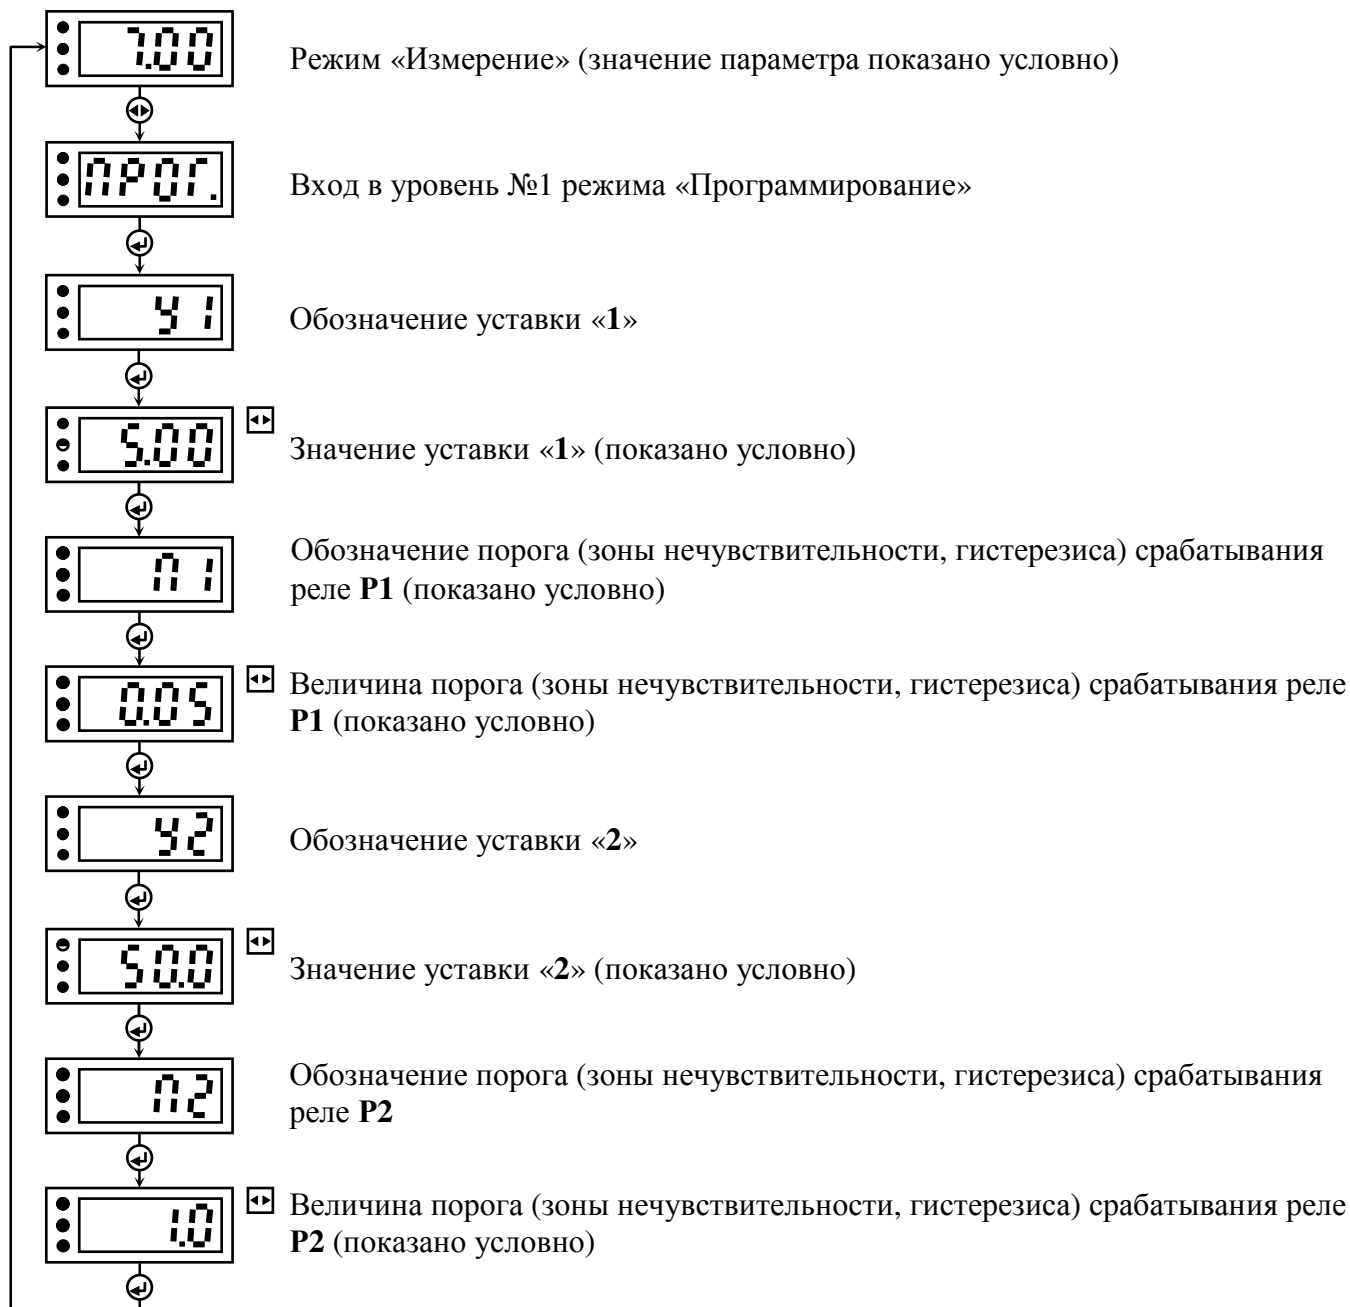 7.00
Режим «Измерение» (значение параметра показано условно)
ПРОГ.
Вход в уровень №1 режима «Программирование»
У1
Обозначение уставки «1»
5.00
Значение уставки «1» (показано условно)
П1
Обозначение порога (зоны нечувствительности, гистерезиса) срабатывания
реле Р1 (показано условно)
0.05
Величина порога (зоны нечувствительности, гистерезиса) срабатывания реле
Р1 (показано условно)
У2
Обозначение уставки «2»
50.0
Значение уставки «2» (показано условно)
П2
Обозначение порога (зоны нечувствительности, гистерезиса) срабатывания
реле Р2
1.0
Величина порога (зоны нечувствительности, гистерезиса) срабатывания реле
Р2 (показано условно)